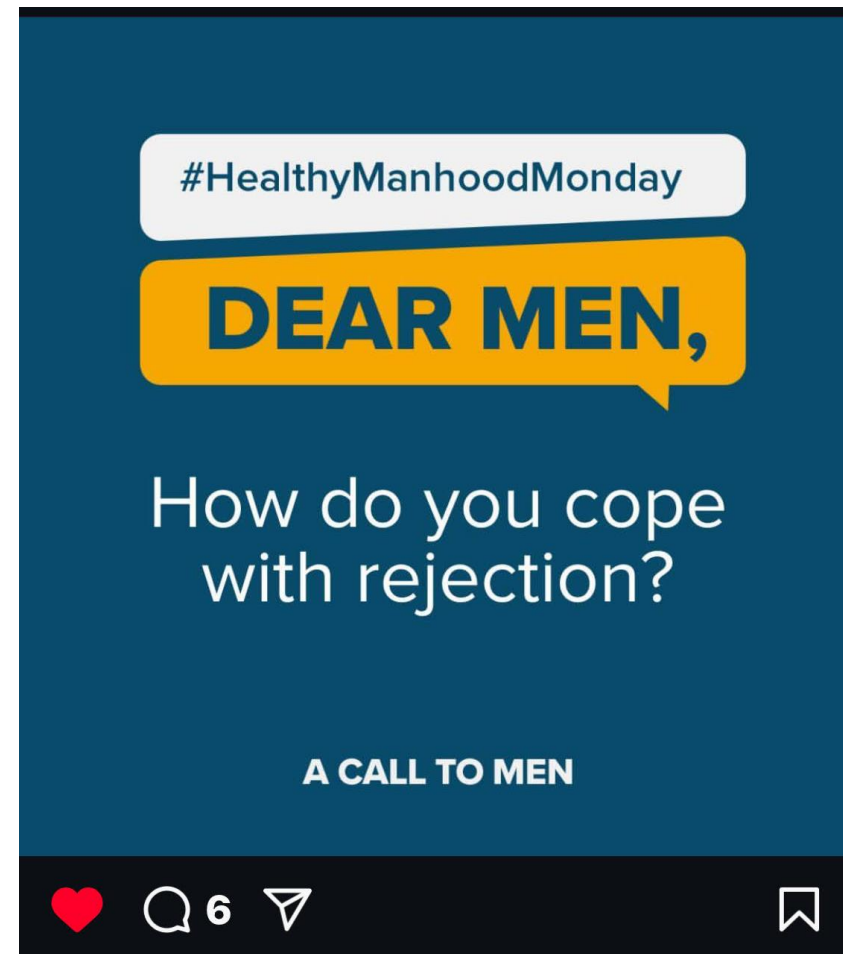 #HealthyManhoodMonday
DEAR MEN,
How do you cope
with rejection?
A CALL TO MEN
6